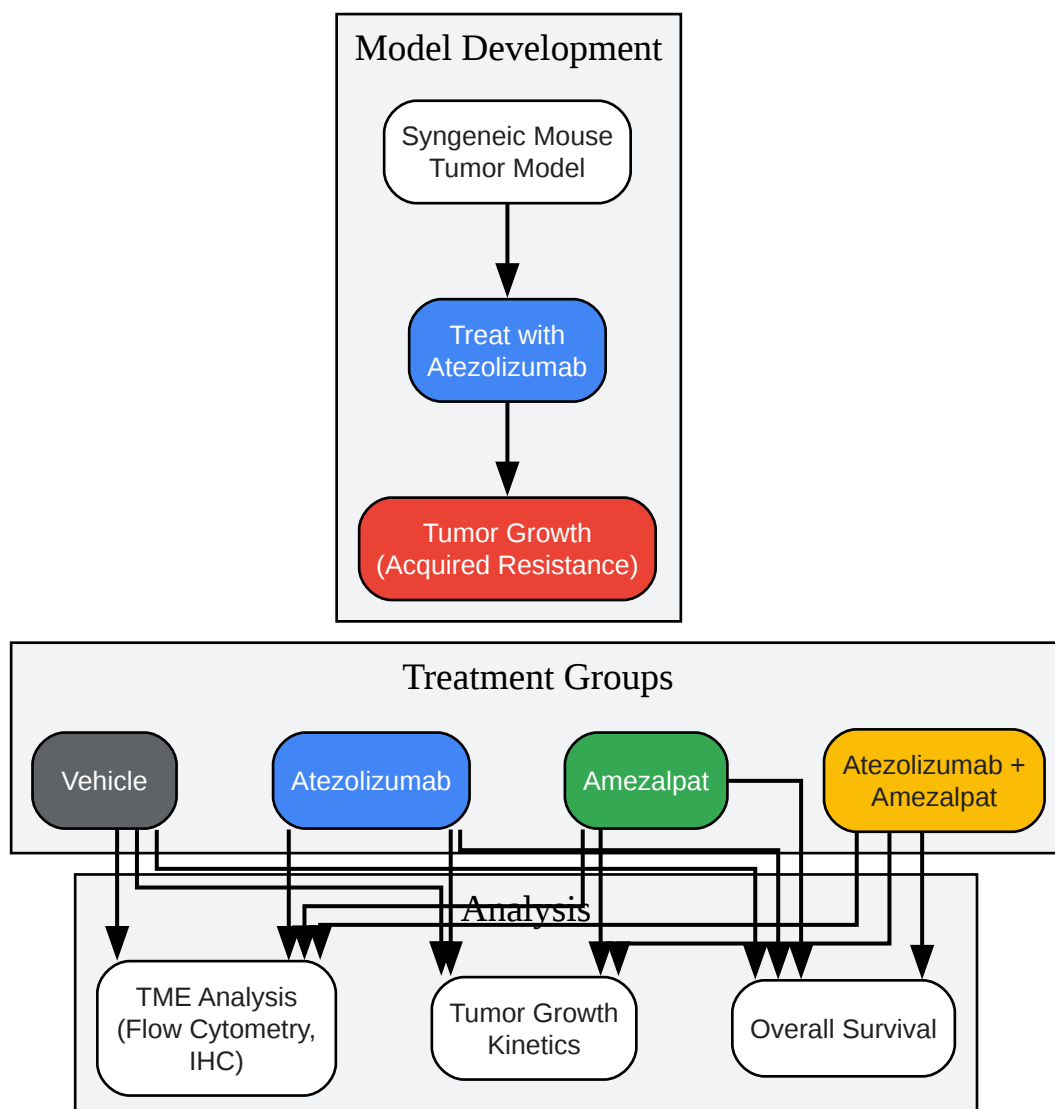 Model Development
Syngeneic Mouse
Tumor Model
Treat with
Atezolizumab
Tumor Growth
(Acquired Resistance)
Treatment Groups
Vehicle
Atezolizumab
Amezalpat
Atezolizumab +
Amezalpat
Analysis
TME Analysis
(Flow Cytometry,
IHC)
Tumor Growth
Kinetics
Overall Survival